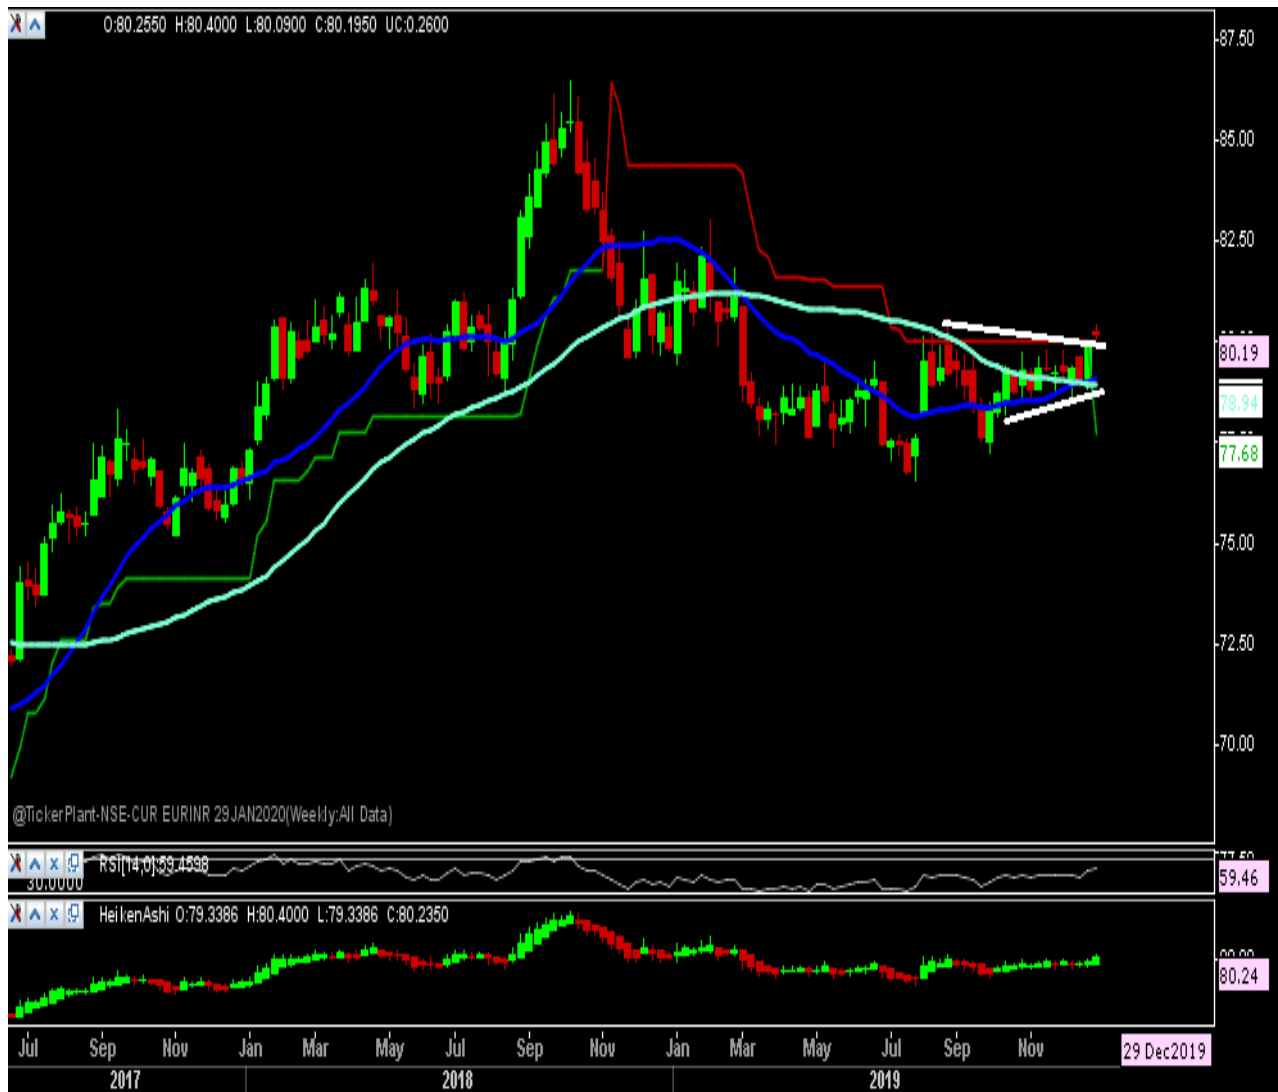 O:80.2550 H:80.4000 L:80.0900 C:80.1950 UC:0.2600
87.50
85.00
82.50
80.19
78.94
77.68
75.00
72.50
70.00
@TickerPlant-NSE-CUR EURINR 29JAN2020(Weekly:All Data)
RSI[14,0]:59.4598
30.0000
59.46
HeikenAshi O:79.3386 H:80.4000 L:79.3386 C:80.2350
80.24
Jul Sep Nov Jan Mar May Jul Sep Nov Jan Mar May Jul Sep Nov 29 Dec2019
2017 2018 2019